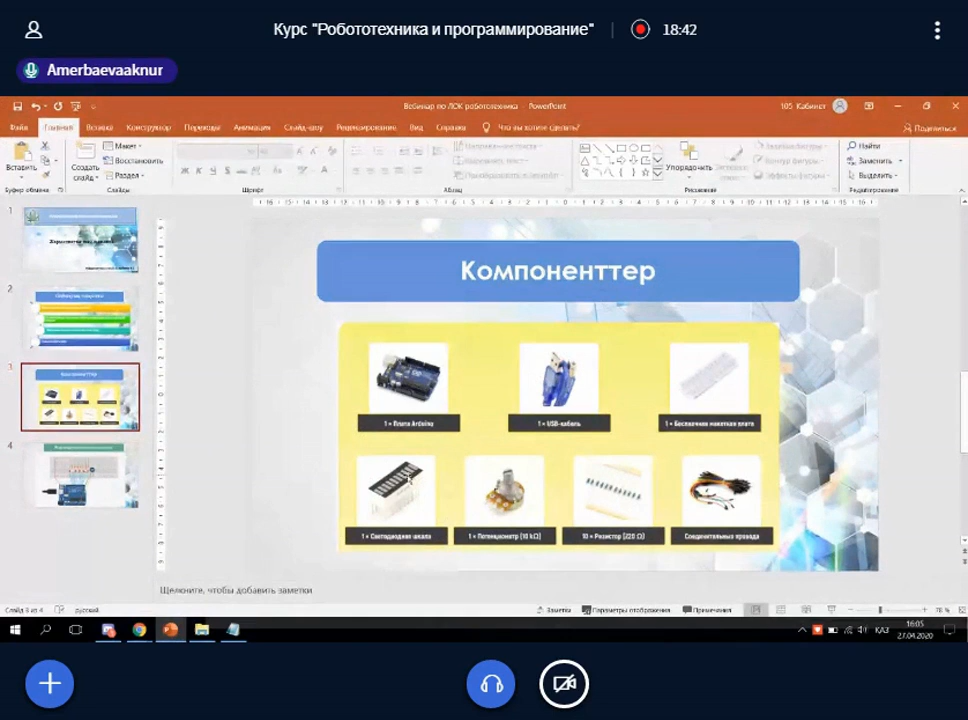 Курс "Робототехника и программирование"
18:42
Amerbaevaaknur
Вебинар по ЛОК робототехника - PowerPoint
105 Кабинет
Файл
Главная
Вставка
Конструктор
Переходы
Анимация
Слайд-шоу
Рецензирование
Вид
Справка
Что вы хотите сделать?
Поделиться
Вставить
Буфер обмена
Создать
слайд
Макет
Восстановить
Раздел
Слайды
Шрифт
Абзац
Упорядочить
Рисование
Найти
Заменить
Выделить
Редактирование
1
2
3
4
Компоненттер
1 × Плата Arduino
1 × USB-кабель
1 × Беспаечная макетная плата
1 × Светодиодная шкала
1 × Потенциометр (10 kΩ)
10 × Резистор (220 Ω)
Соединительные провода
Щелкните, чтобы добавить заметки
Слайд 3 из 4
русский
Заметки
Параметры отображения
Примечания
78 %
ҚАЗ
16:05
27.04.2020